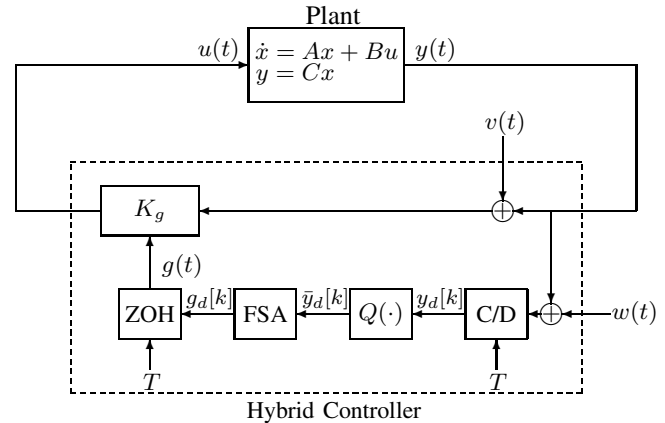 Plant
u(t)
ẋ = Ax + Bu
y = Cx
y(t)
v(t)
+
K_g
g(t)
ZOH
g_d[k]
FSA
ȳ_d[k]
Q(·)
y_d[k]
C/D
+
w(t)
T
T
Hybrid Controller